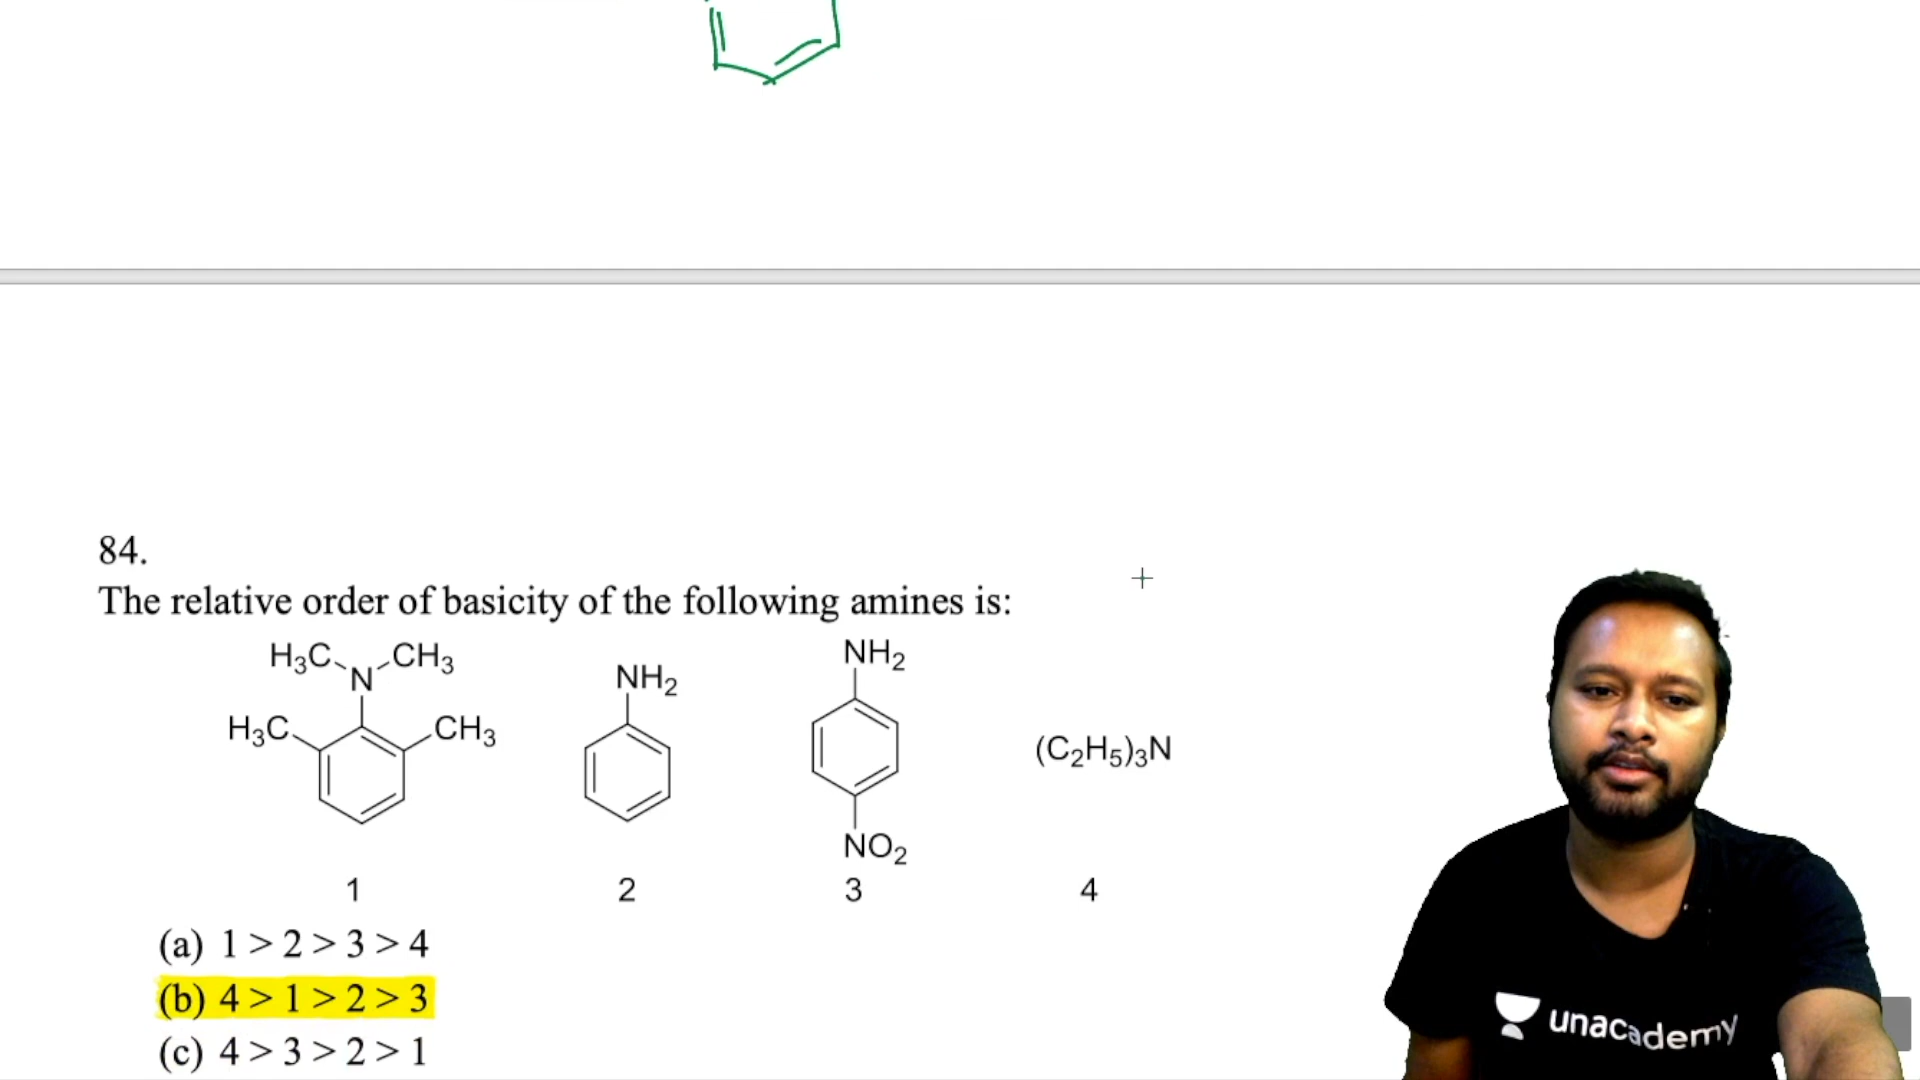 84.
The relative order of basicity of the following amines is:
H₃C N CH₃
H₃C CH₃
NH₂
NH₂
NO₂
(C₂H₅)₃N
1 2 3 4
(a) 1 > 2 > 3 > 4
(b) 4 > 1 > 2 > 3
(c) 4 > 3 > 2 > 1
unacademy